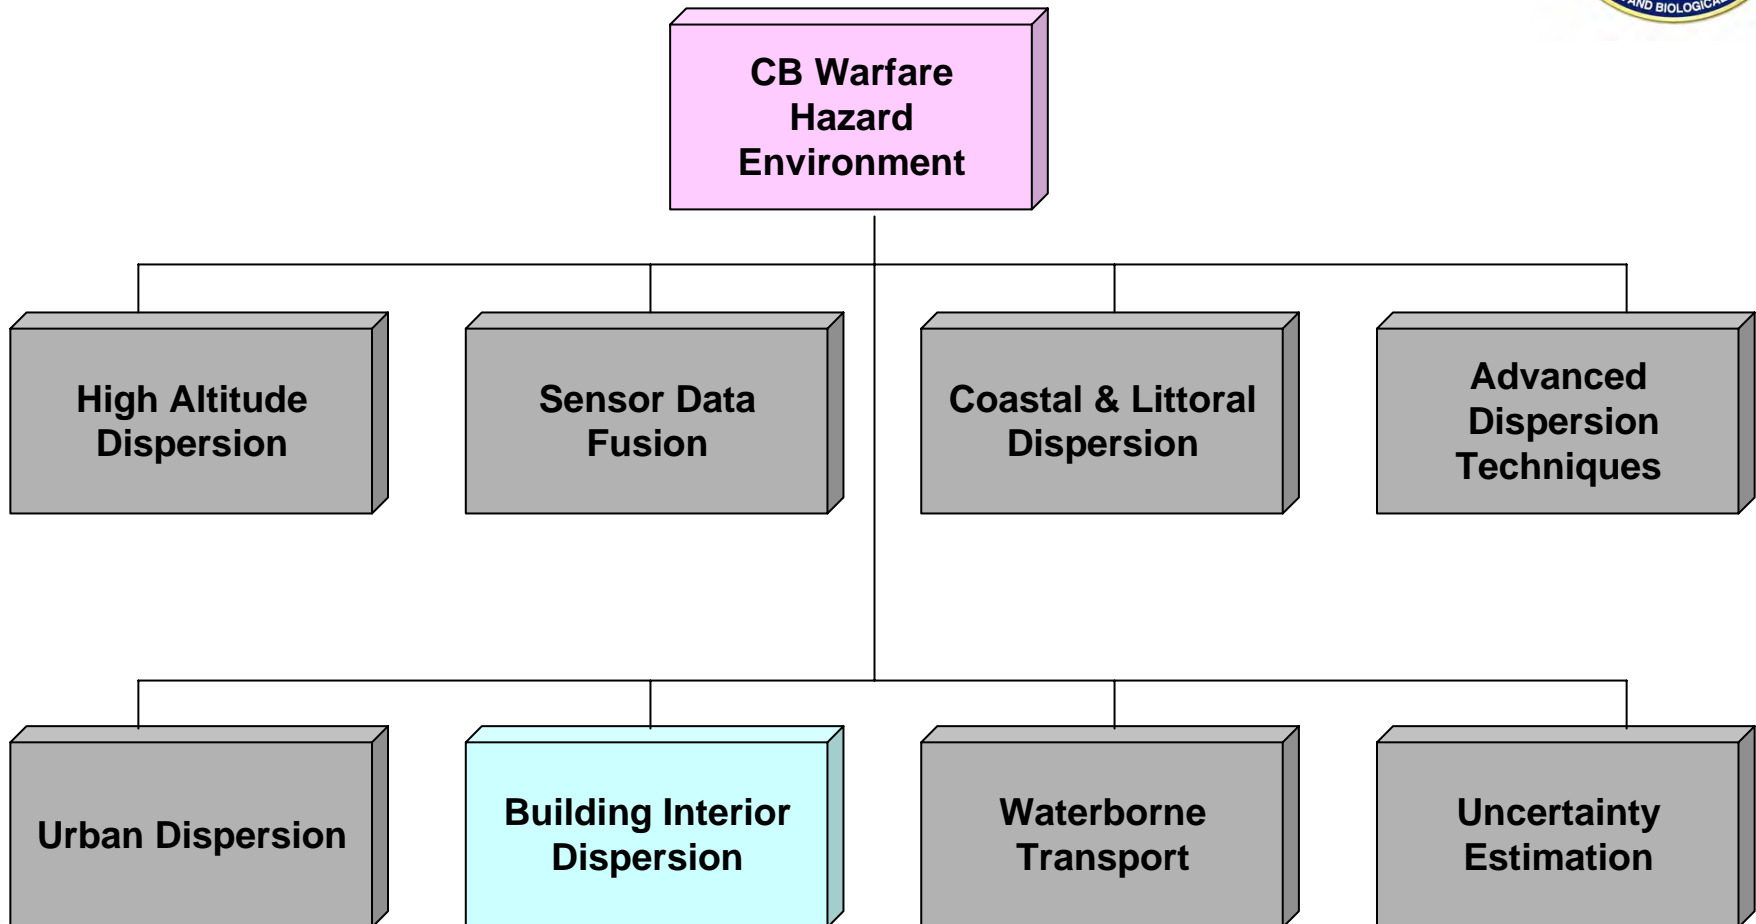 AND BIOLOGICAL
CB Warfare
Hazard
Environment
High Altitude
Dispersion
Sensor Data
Fusion
Coastal & Littoral
Dispersion
Advanced
Dispersion
Techniques
Urban Dispersion
Building Interior
Dispersion
Waterborne
Transport
Uncertainty
Estimation